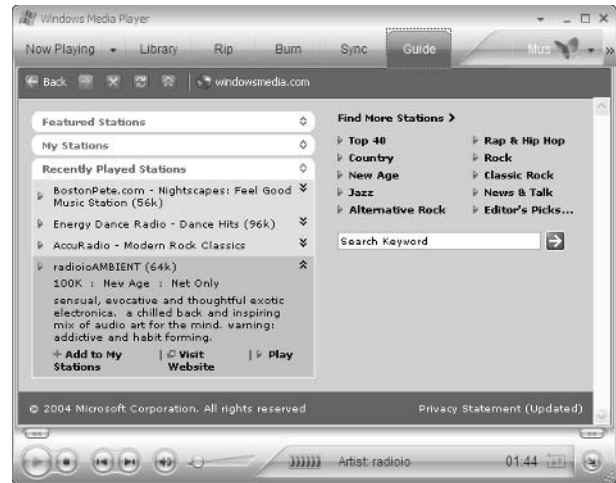 Windows Media Player
Now Playing Library Rip Burn Sync Guide Mus
Back windowsmedia.com
Featured Stations
My Stations
Recently Played Stations
BostonPete.com - Nightscapes: Feel Good
Music Station (56k)
Energy Dance Radio - Dance Hits (96k)
AccuRadio - Modern Rock Classics
radioioAMBIENT (64k)
100K : New Age : Net Only
sensual, evocative and thoughtful exotic
electronica. a chilled back and inspiring
mix of audio art for the mind. warning:
addictive and habit forming.
+ Add to My | Visit | Play
Stations Website
Find More Stations >
Top 40 Rap & Hip Hop
Country Rock
New Age Classic Rock
Jazz News & Talk
Alternative Rock Editor's Picks...
Search Keyword
© 2004 Microsoft Corporation. All rights reserved Privacy Statement (Updated)
Artist: radioio 01:44